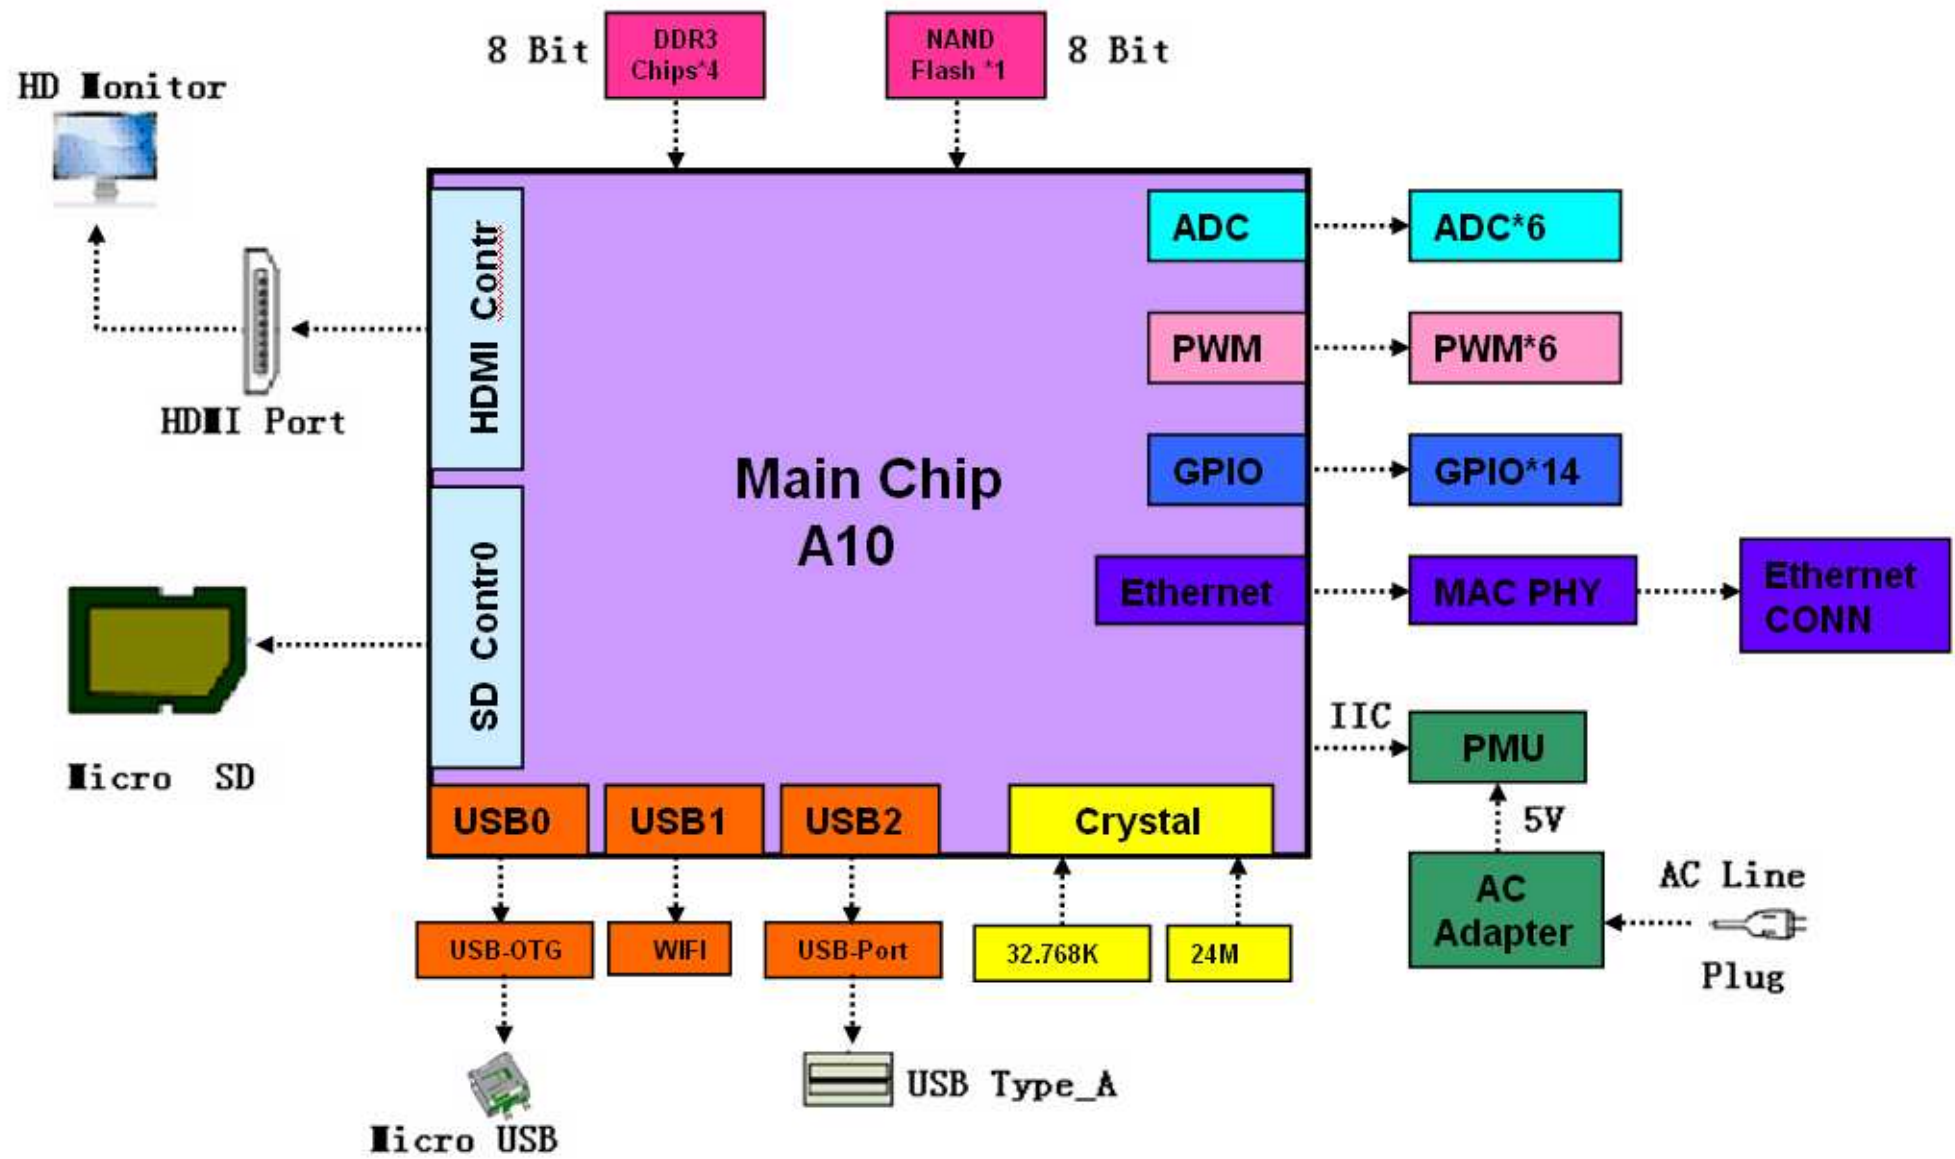 8 Bit
DDR3
Chips*4
NAND
Flash *1
8 Bit
HD Monitor
HDMI Port
HDMI Contr
SD Contr0
Micro SD
Main Chip
A10
ADC
ADC*6
PWM
PWM*6
GPIO
GPIO*14
Ethernet
MAC PHY
Ethernet
CONN
IIC
PMU
5V
AC
Adapter
AC Line
Plug
USB0
USB1
USB2
Crystal
USB-OTG
WIFI
USB-Port
32.768K
24M
Micro USB
USB Type_A